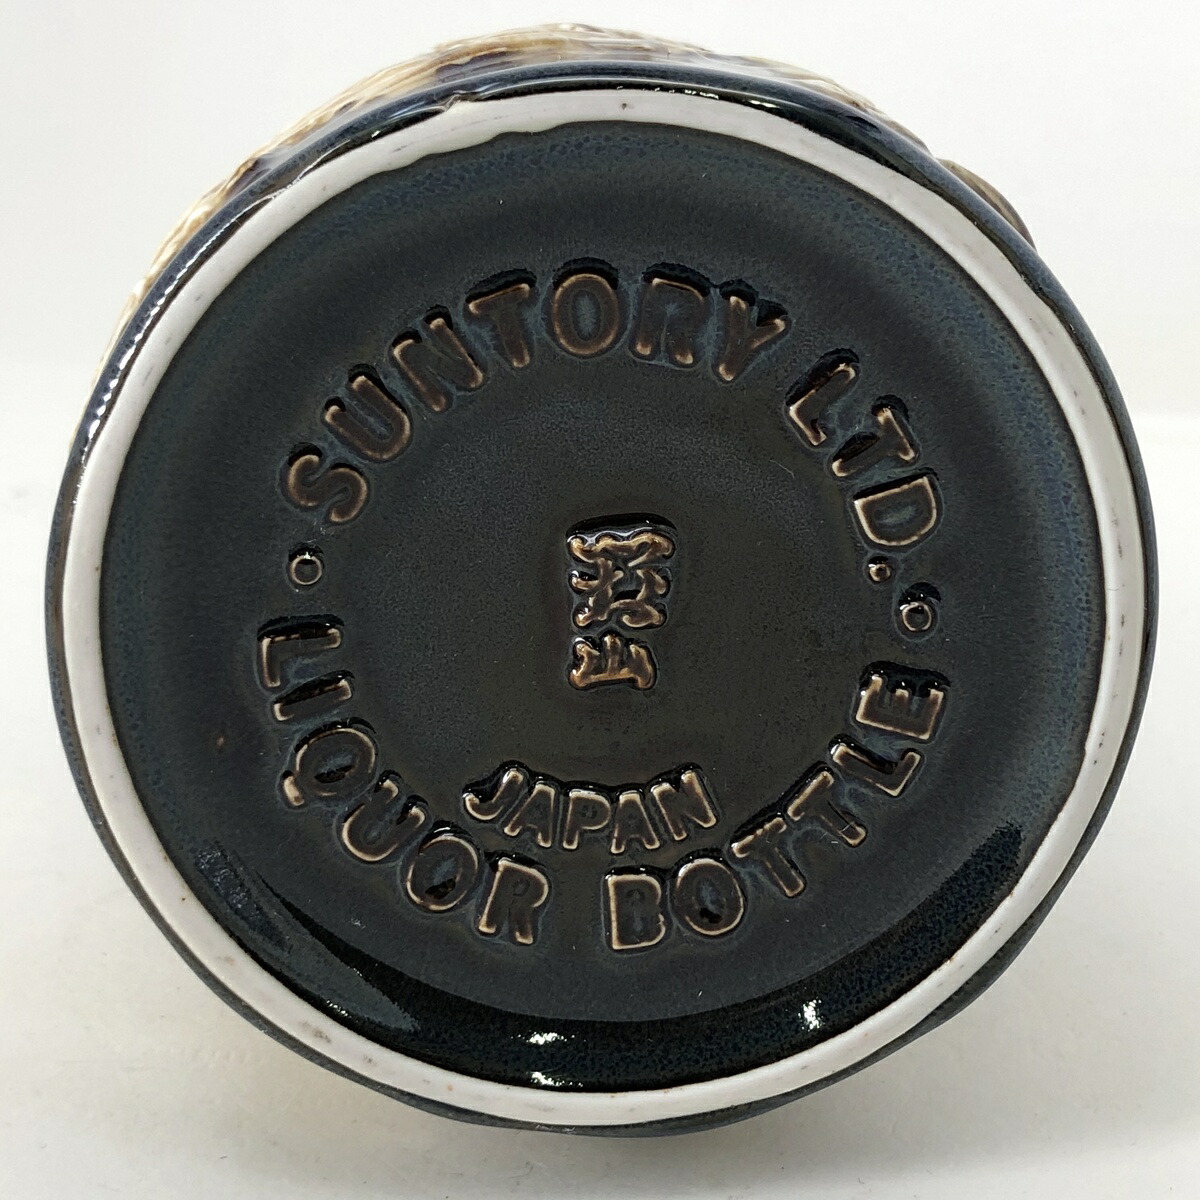 SUNTORY LTD.
JAPAN
LIQUOR BOTTLE